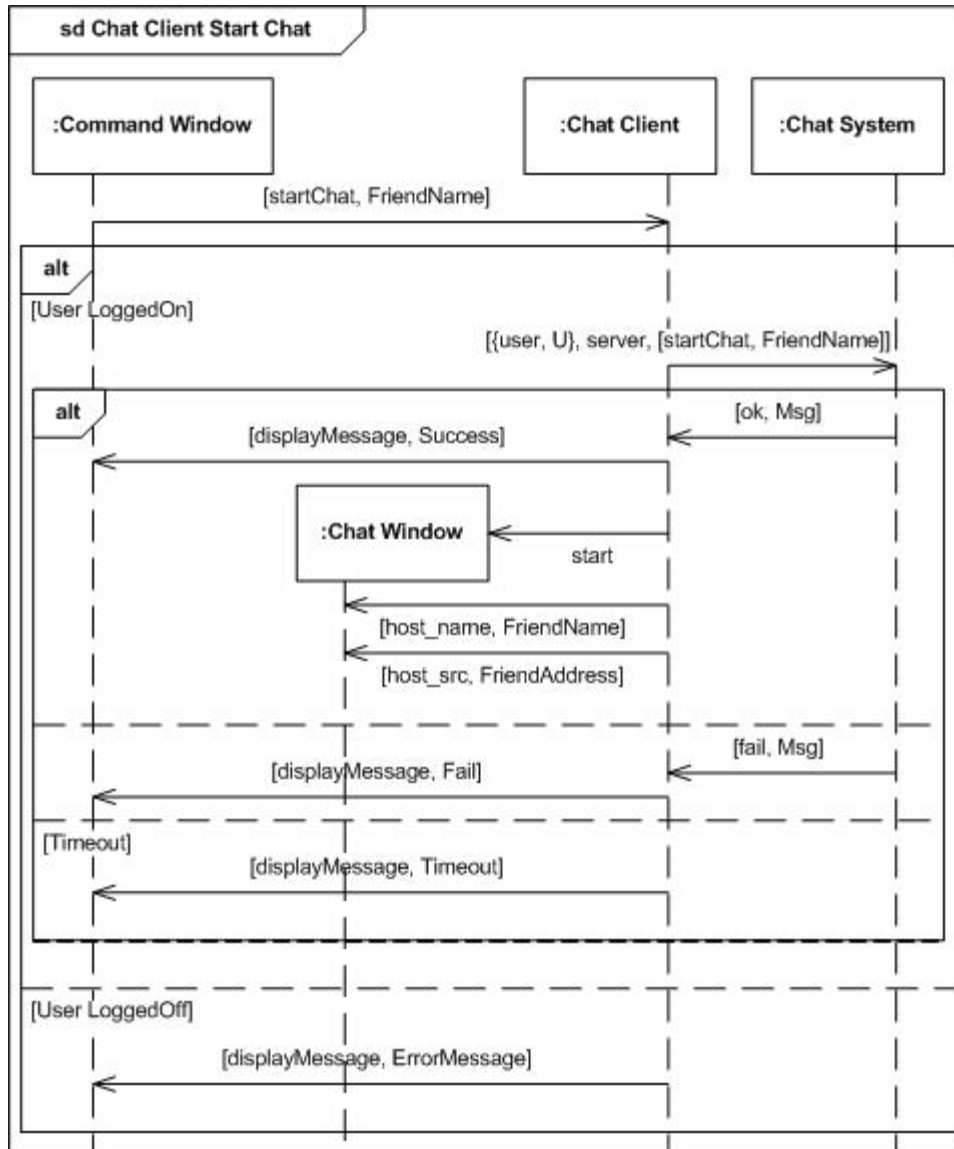 sd Chat Client Start Chat
:Command Window
:Chat Client
:Chat System
[startChat, FriendName]
alt
[User LoggedOn]
[{user, U}, server, [startChat, FriendName]]
alt
[ok, Msg]
[displayMessage, Success]
:Chat Window
start
[host_name, FriendName]
[host_src, FriendAddress]
[fail, Msg]
[displayMessage, Fail]
[Timeout]
[displayMessage, Timeout]
[User LoggedOff]
[displayMessage, ErrorMessage]